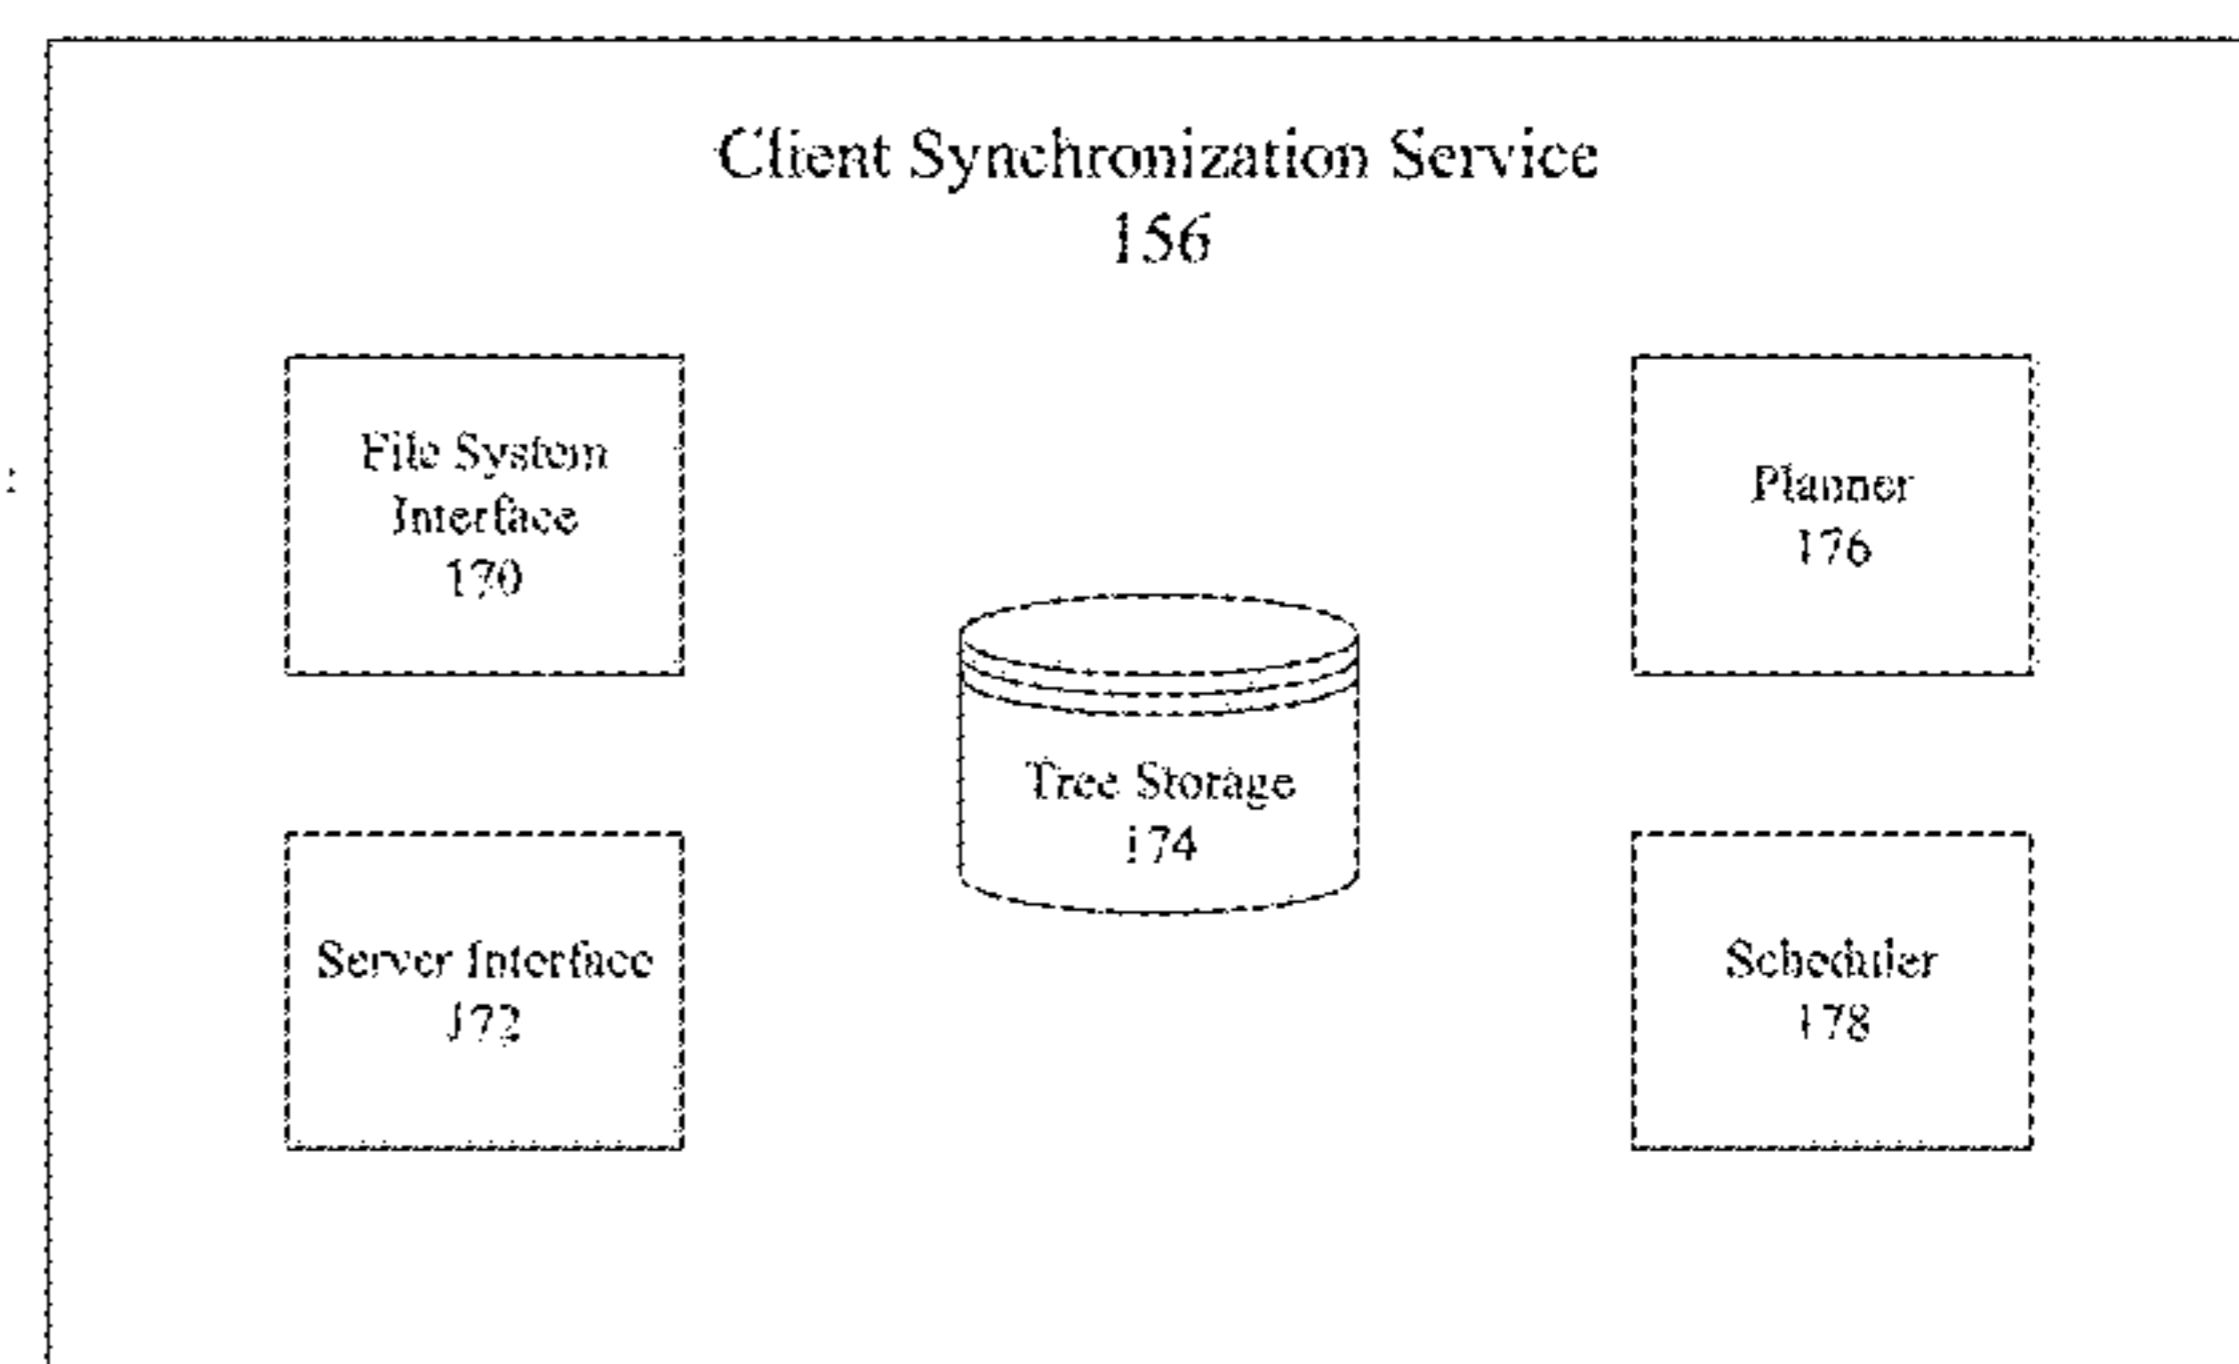 Client Synchronization Service
156
File System
Interface
170
Planner
176
Tree Storage
174
Server Interface
172
Scheduler
178